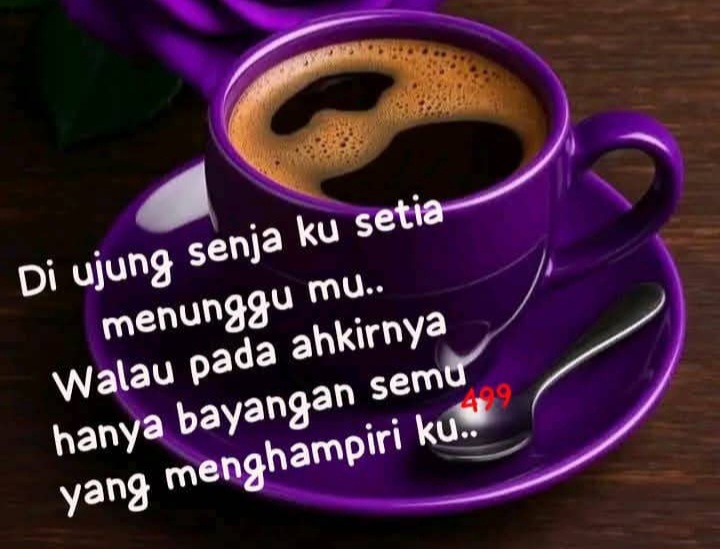 Di ujung senja ku setia
menunggu mu..
Walau pada ahkirnya
hanya bayangan semu
499
yang menghampiri ku..